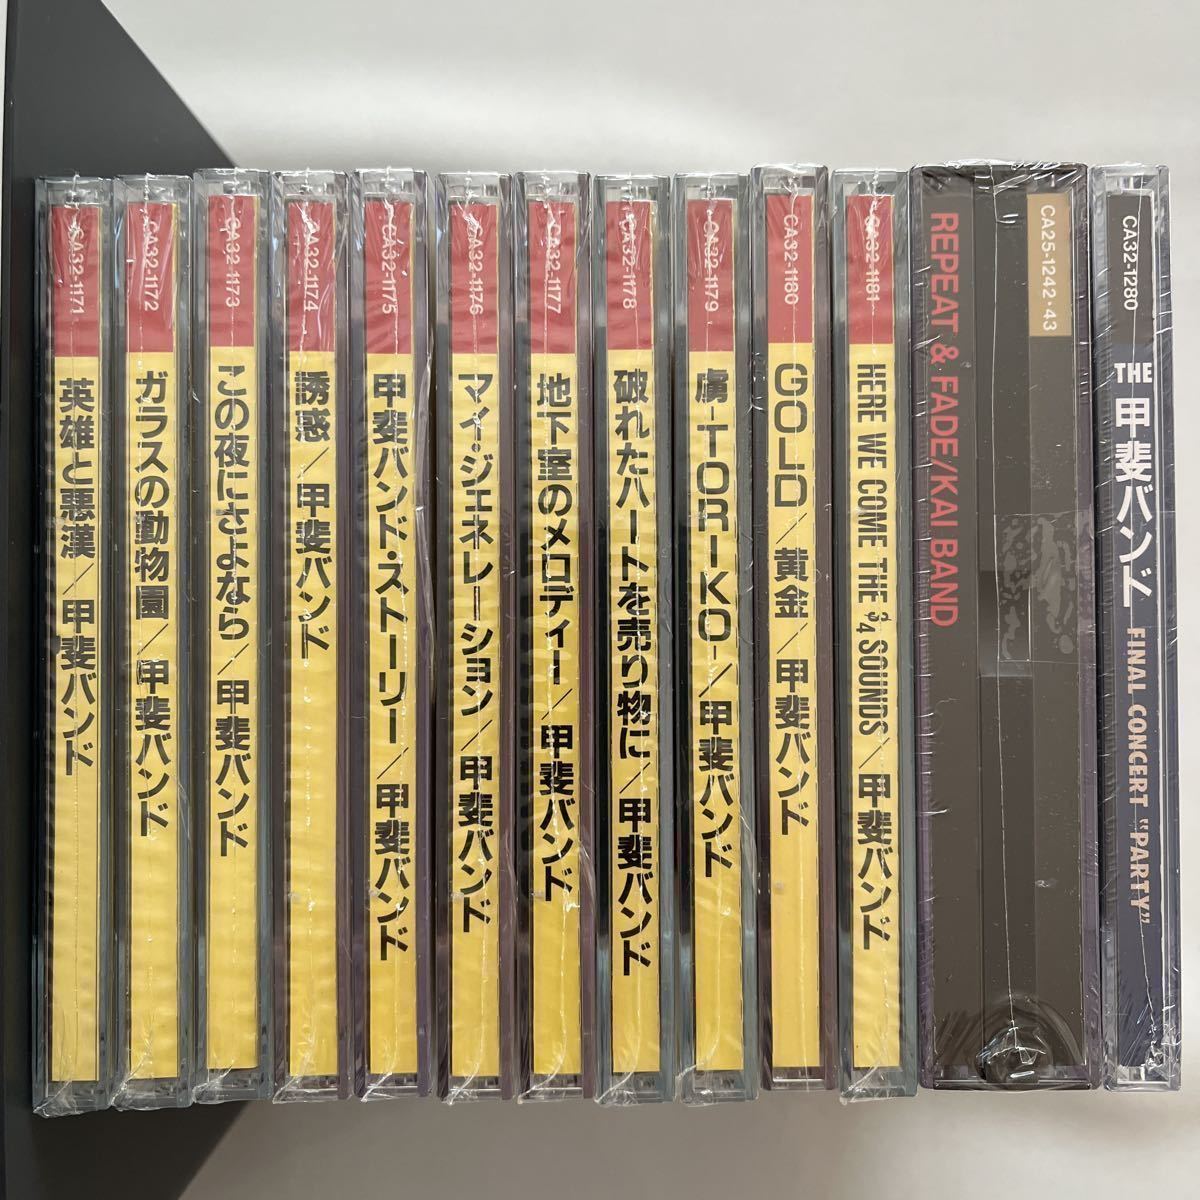 CA32-1171
英雄と悪漢/甲斐バンド
CA32-1172
ガラスの動物園/甲斐バンド
CA32-1173
この夜にさよなら/甲斐バンド
CA32-1174
誘惑/甲斐バンド
CA32-1175
甲斐バンド・ストーリー/甲斐バンド
CA32-1176
マイ・ジェネレーション/甲斐バンド
CA32-1177
地下室のメロディー/甲斐バンド
CA32-1178
破れたハートを売り物に/甲斐バンド
CA32-1179
虜-TORIKO-/甲斐バンド
CA32-1180
GOLD/黄金/甲斐バンド
CA32-1181
HERE WE COME THE 3/4 SOUNDS/甲斐バンド
CA25-1242・43
REPEAT & FADE/KAI BAND
CA32-1280
THE 甲斐バンド FINAL CONCERT "PARTY"